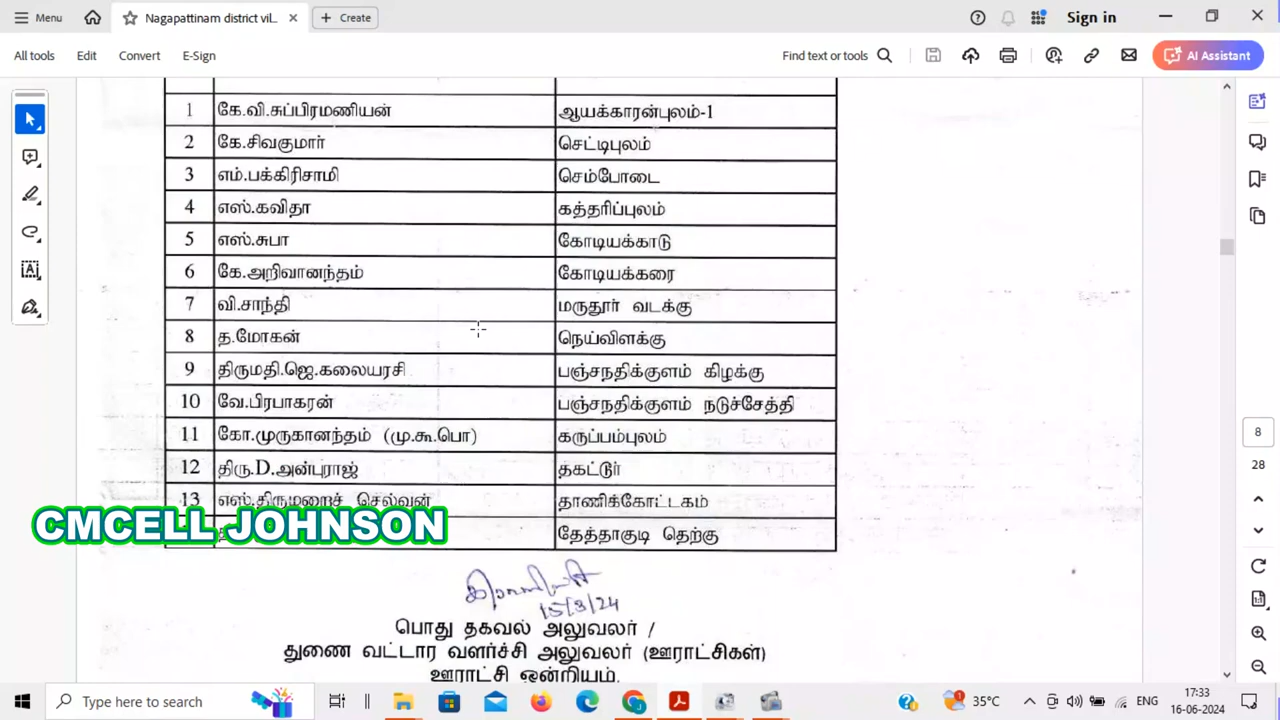 Menu
Nagapattinam district vil...
Create
Sign in
All tools Edit Convert E-Sign
Find text or tools
AI Assistant
1 கே.வி.சுப்பிரமணியன் ஆயக்காரன்புலம்-1
2 கே.சிவகுமார் செட்டிபுலம்
3 எம்.பக்கிரிசாமி செம்போடை
4 எஸ்.கவிதா கத்தரிப்புலம்
5 எஸ்.சுபா கோடியக்காடு
6 கே.அறிவானந்தம் கோடியக்கரை
7 வி.சாந்தி மருதூர் வடக்கு
8 த.மோகன் நெய்விளக்கு
9 திருமதி.ஜெ.கலையரசி பஞ்சநதிக்குளம் கிழக்கு
10 வே.பிரபாகரன் பஞ்சநதிக்குளம் நடுச்சேத்தி
11 கோ.முருகானந்தம் (மு.கூ.பொ) கருப்பம்புலம்
12 திரு.D.அன்புராஜ் தகட்டூர்
13 எஸ்.திருமறைச் செல்வன் தாணிக்கோட்டகம்
தேத்தாகுடி தெற்கு
CMCELL JOHNSON
15/3/24
பொது தகவல் அலுவலர் /
துணை வட்டார வளர்ச்சி அலுவலர் (ஊராட்சிகள்)
ஊராட்சி ஒன்றியம்.
8
28
Type here to search
35°C
ENG
17:33
16-06-2024